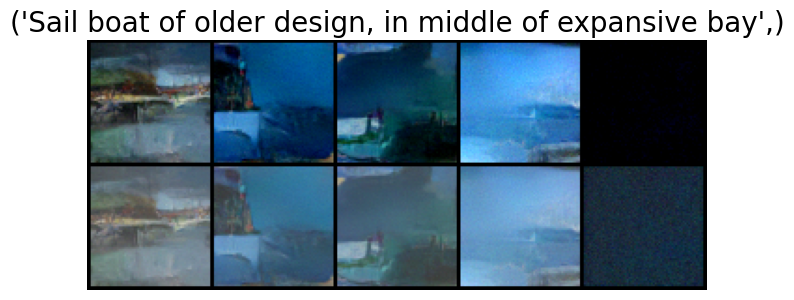 ('Sail boat of older design, in middle of expansive bay',)